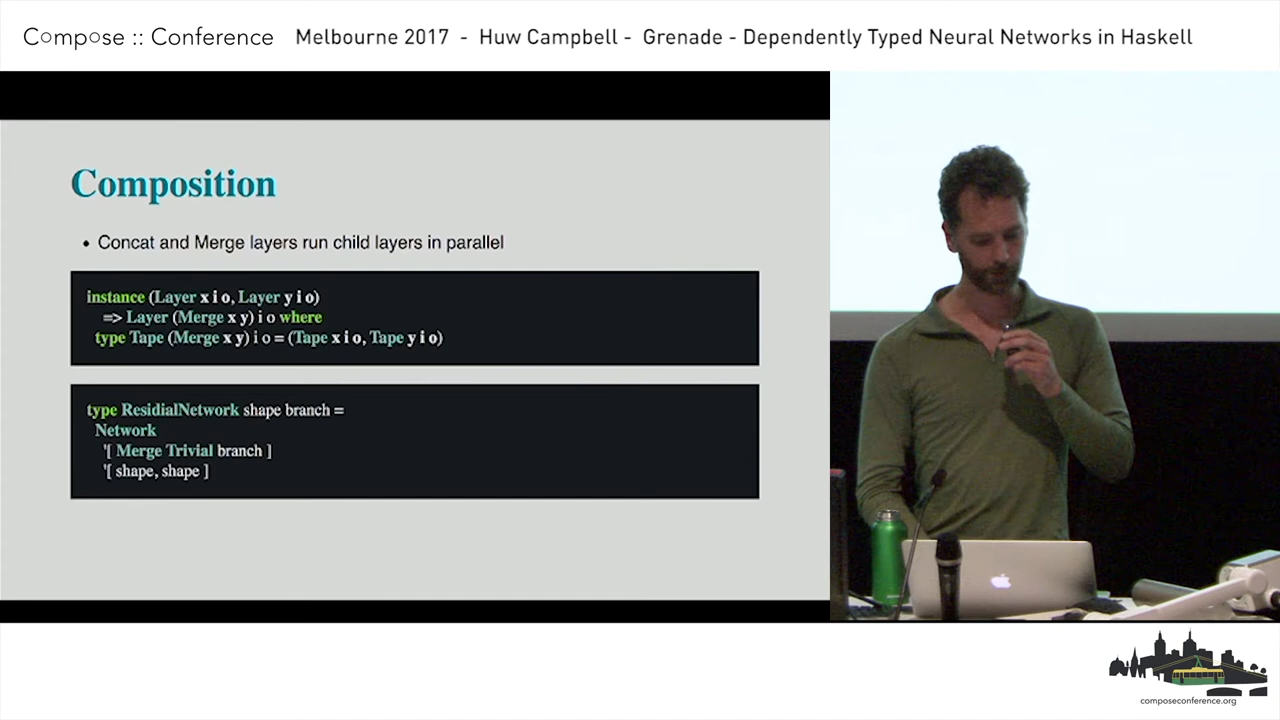 Compose :: Conference Melbourne 2017 - Huw Campbell - Grenade - Dependently Typed Neural Networks in Haskell
Composition
• Concat and Merge layers run child layers in parallel
instance (Layer x i o, Layer y i o)
=> Layer (Merge x y) i o where
type Tape (Merge x y) i o = (Tape x i o, Tape y i o)
type ResidialNetwork shape branch =
Network
'[ Merge Trivial branch ]
'[ shape, shape ]
composeconference.org